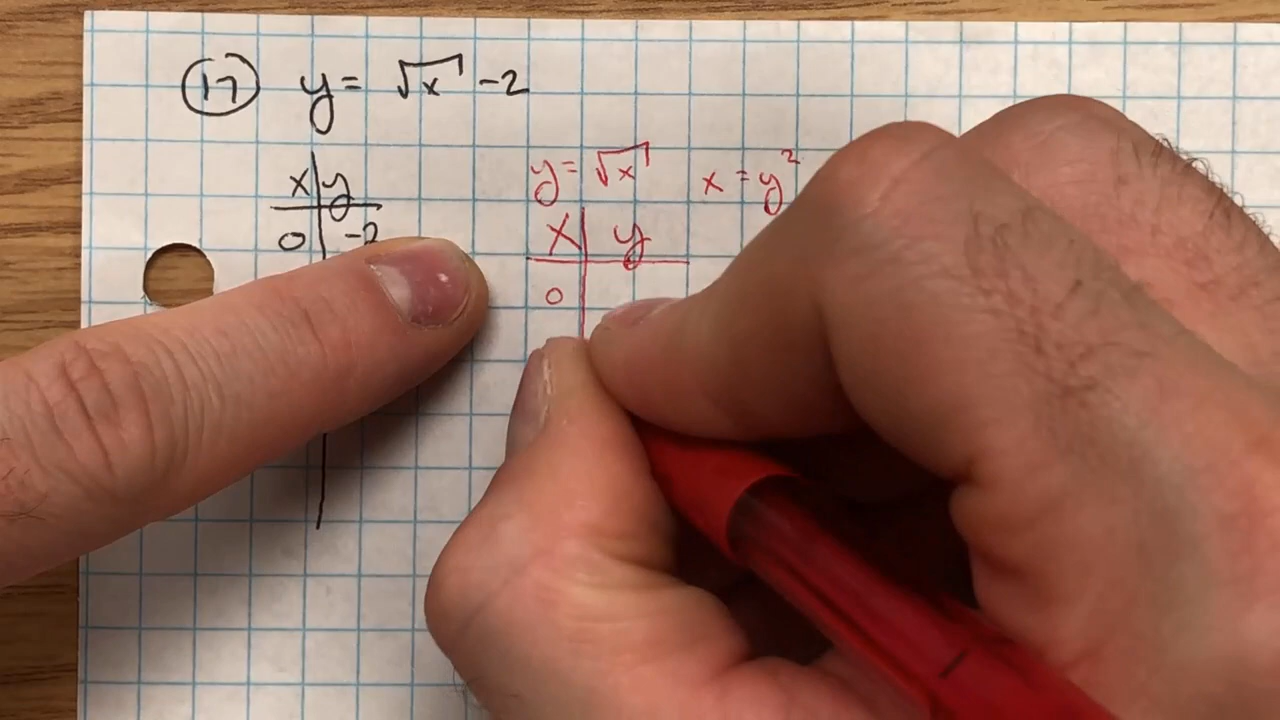 17 y = √x - 2
x y
0 -2
y = √x x = y²
x y
0